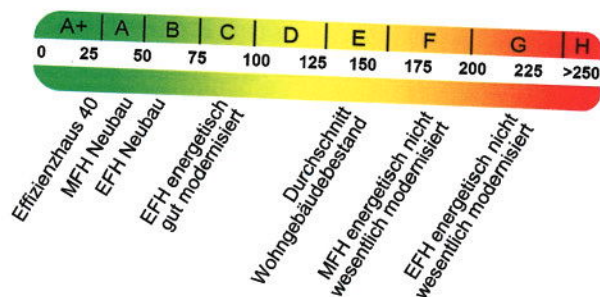 A+ A B C D E F G H
0 25 50 75 100 125 150 175 200 225 >250
Effizienzhaus 40
MFH Neubau
EFH Neubau
EFH energetisch
gut modernisiert
Durchschnitt
Wohngebäudebestand
MFH energetisch nicht
wesentlich modernisiert
EFH energetisch nicht
wesentlich modernisiert